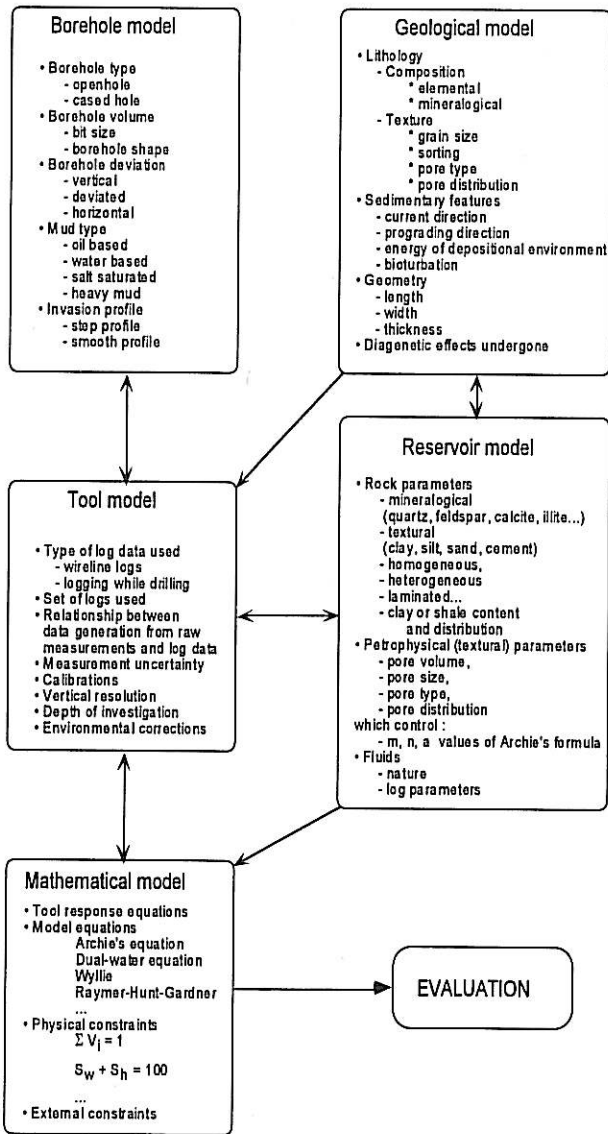 Borehole model
• Borehole type
- openhole
- cased hole
• Borehole volume
- bit size
- borehole shape
• Borehole deviation
- vertical
- deviated
- horizontal
• Mud type
- oil based
- water based
- salt saturated
- heavy mud
• Invasion profile
- step profile
- smooth profile
Geological model
• Lithology
- Composition
* elemental
* mineralogical
- Texture
* grain size
* sorting
* pore type
* pore distribution
• Sedimentary features
- current direction
- prograding direction
- energy of depositional environment
- bioturbation
• Geometry
- length
- width
- thickness
• Diagenetic effects undergone
Tool model
• Type of log data used
- wireline logs
- logging while drilling
• Set of logs used
• Relationship between
data generation from raw
measurements and log data
• Measurement uncertainty
• Calibrations
• Vertical resolution
• Depth of investigation
• Environmental corrections
Reservoir model
• Rock parameters
- mineralogical
(quartz, feldspar, calcite, illite...)
- textural
(clay, silt, sand, cement)
- homogeneous,
- heterogeneous
- laminated...
- clay or shale content
and distribution
• Petrophysical (textural) parameters
- pore volume,
- pore size,
- pore type,
- pore distribution
which control :
- m, n, a values of Archie's formula
• Fluids
- nature
- log parameters
Mathematical model
• Tool response equations
• Model equations
Archie's equation
Dual-water equation
Wyllie
Raymer-Hunt-Gardner
...
• Physical constraints
Σ Vi = 1
Sw + Sh = 100
...
• External constraints
EVALUATION